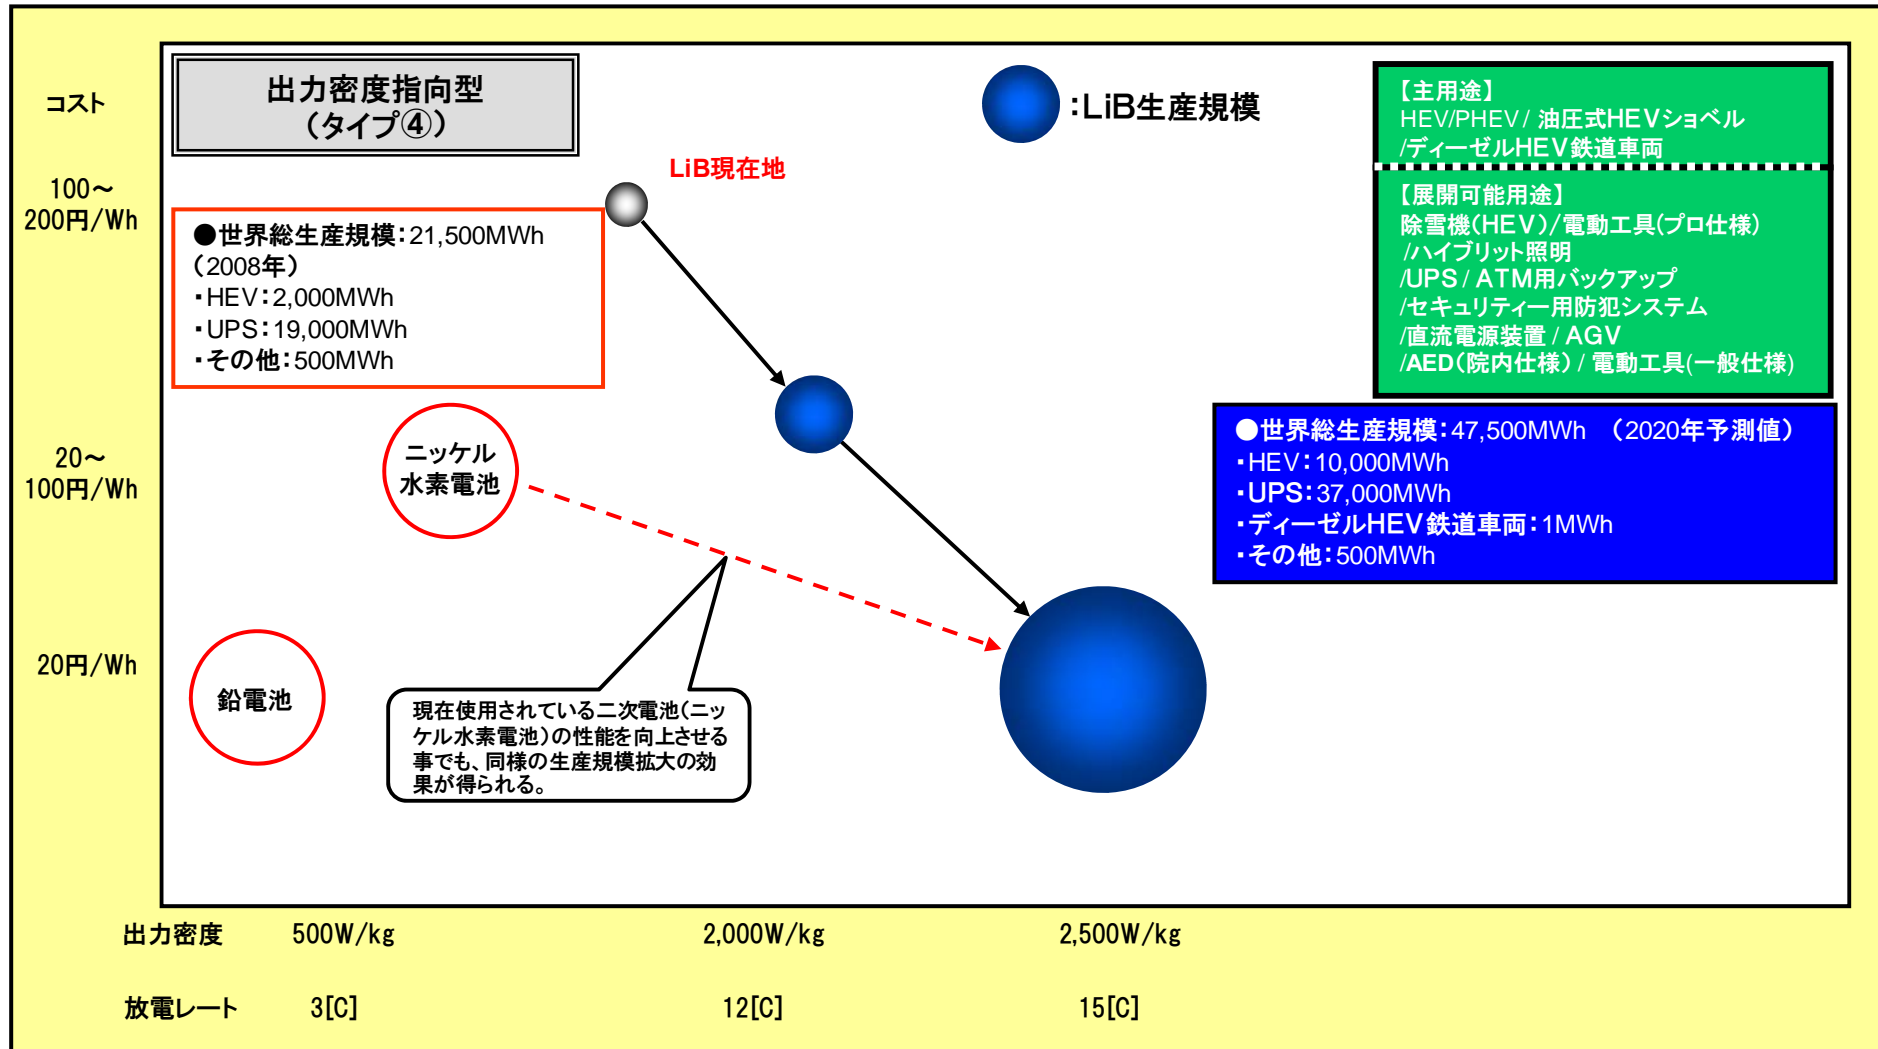 出力密度指向型
（タイプ④）
:LiB生産規模
【主用途】
HEV/PHEV / 油圧式HEVショベル
/ディーゼルHEV鉄道車両
【展開可能用途】
除雪機(HEV)/電動工具(プロ仕様)
/ハイブリット照明
/UPS / ATM用バックアップ
/セキュリティー用防犯システム
/直流電源装置 / AGV
/AED（院内仕様） / 電動工具(一般仕様)
コスト
100～
200円/Wh
20～
100円/Wh
20円/Wh
LiB現在地
●世界総生産規模：21,500MWh
（2008年）
・HEV：2,000MWh
・UPS：19,000MWh
・その他：500MWh
ニッケル
水素電池
鉛電池
●世界総生産規模：47,500MWh （2020年予測値）
・HEV：10,000MWh
・UPS：37,000MWh
・ディーゼルHEV鉄道車両：1MWh
・その他：500MWh
現在使用されている二次電池（ニッ
ケル水素電池）の性能を向上させる
事でも、同様の生産規模拡大の効
果が得られる。
出力密度 500W/kg 2,000W/kg 2,500W/kg
放電レート 3[C] 12[C] 15[C]